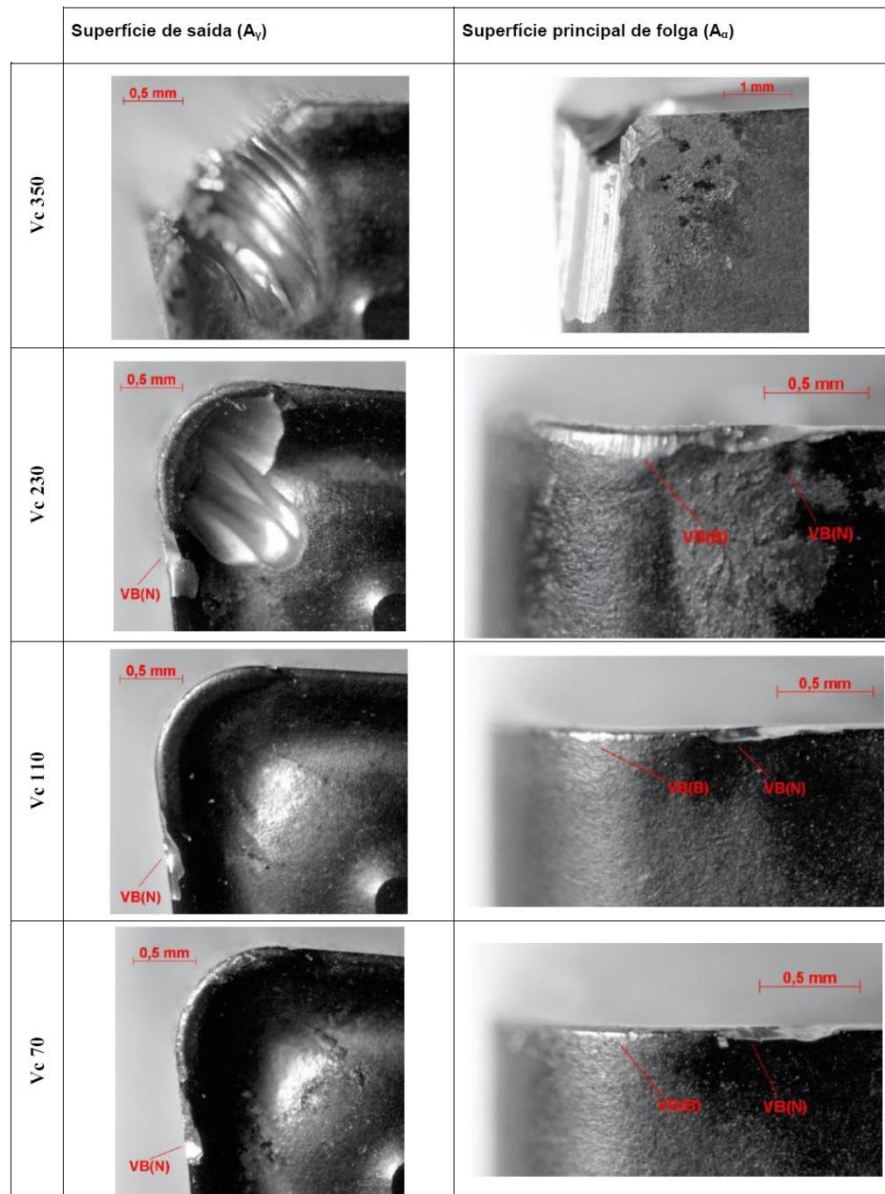 Superfície de saída (Aγ)
Superfície principal de folga (Aα)
Vc 350
0,5 mm
1 mm
Vc 230
0,5 mm
VB(N)
0,5 mm
VB(B)
VB(N)
Vc 110
0,5 mm
VB(N)
0,5 mm
VB(B)
VB(N)
Vc 70
0,5 mm
VB(N)
0,5 mm
VB(B)
VB(N)